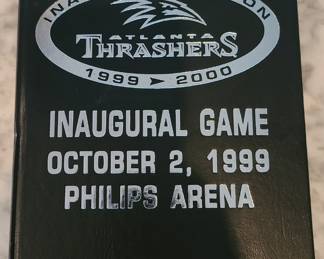 ATLANTA
THRASHERS
1999 ➤ 2000
INAUGURAL GAME
OCTOBER 2, 1999
PHILIPS ARENA